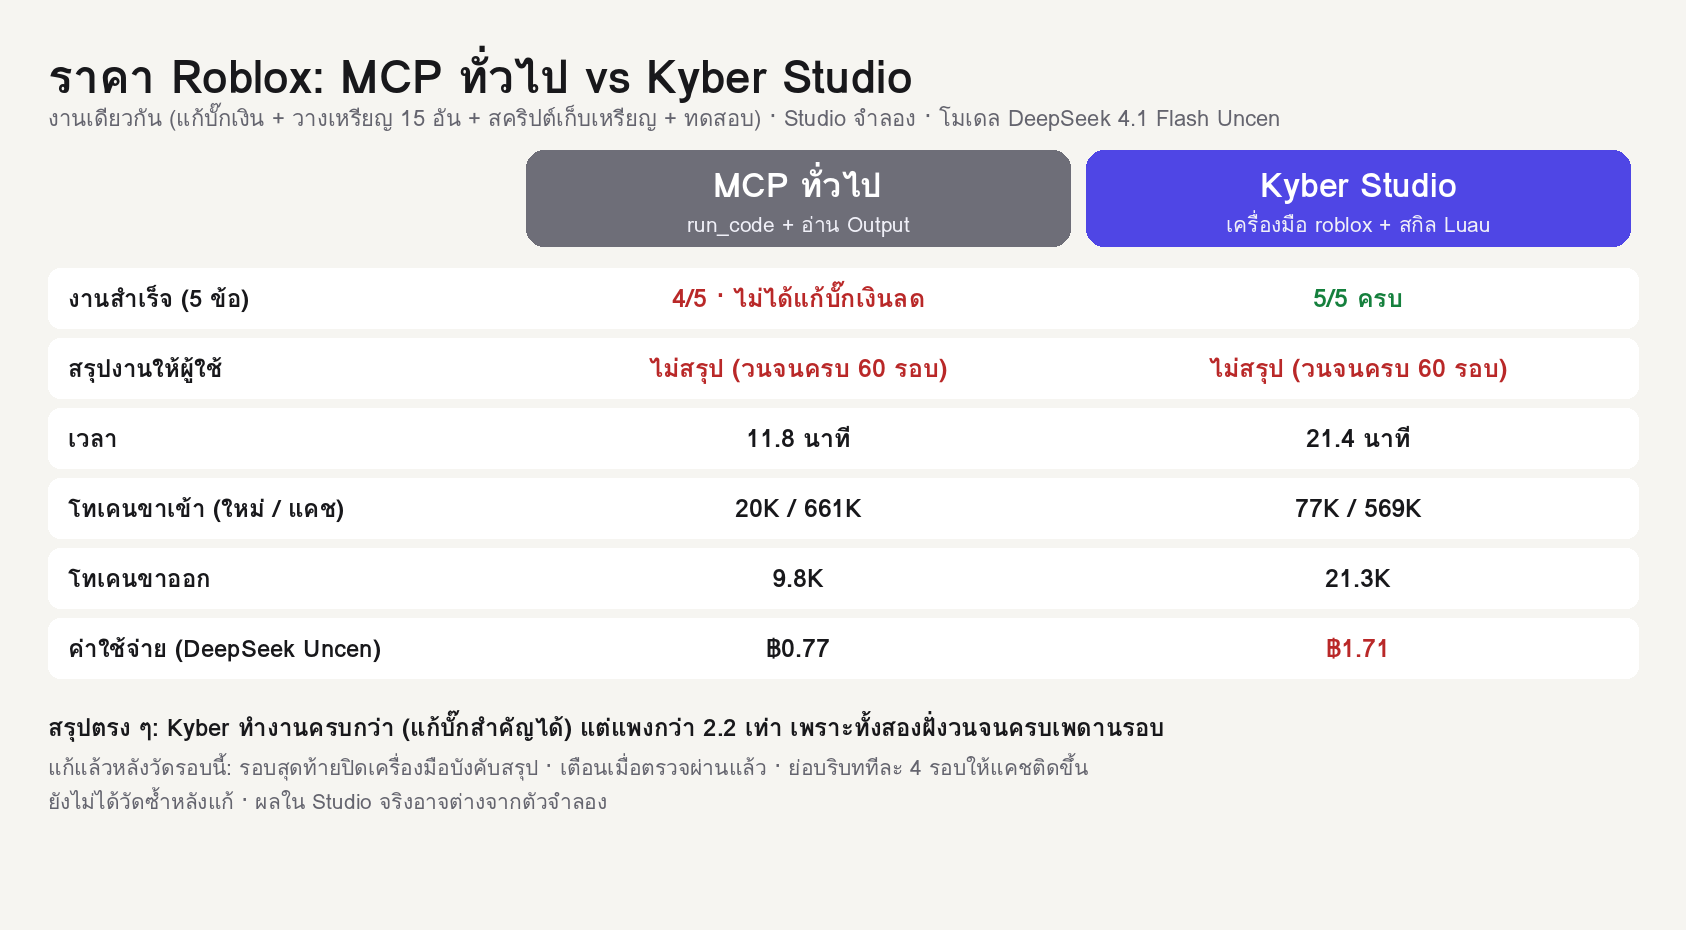 ราคา Roblox: MCP ทั่วไป vs Kyber Studio
งานเดียวกัน (แก้บั๊กเงิน + วางเหรียญ 15 อัน + สคริปต์เก็บเหรียญ + ทดสอบ) · Studio จำลอง · โมเดล DeepSeek 4.1 Flash Uncen
MCP ทั่วไป
run_code + อ่าน Output
Kyber Studio
เครื่องมือ roblox + สกิล Luau
งานสำเร็จ (5 ข้อ) 4/5 · ไม่ได้แก้บั๊กเงินลด 5/5 ครบ
สรุปงานให้ผู้ใช้ ไม่สรุป (วนจนครบ 60 รอบ) ไม่สรุป (วนจนครบ 60 รอบ)
เวลา 11.8 นาที 21.4 นาที
โทเคนขาเข้า (ใหม่ / แคช) 20K / 661K 77K / 569K
โทเคนขาออก 9.8K 21.3K
ค่าใช้จ่าย (DeepSeek Uncen) ฿0.77 ฿1.71
สรุปตรง ๆ: Kyber ทำงานครบกว่า (แก้บั๊กสำคัญได้) แต่แพงกว่า 2.2 เท่า เพราะทั้งสองฝั่งวนจนครบเพดานรอบ
แก้แล้วหลังวัดรอบนี้: รอบสุดท้ายปิดเครื่องมือบังคับสรุป · เตือนเมื่อตรวจผ่านแล้ว · ย่อบริบททีละ 4 รอบให้แคชติดขึ้น
ยังไม่ได้วัดซ้ำหลังแก้ · ผลใน Studio จริงอาจต่างจากตัวจำลอง